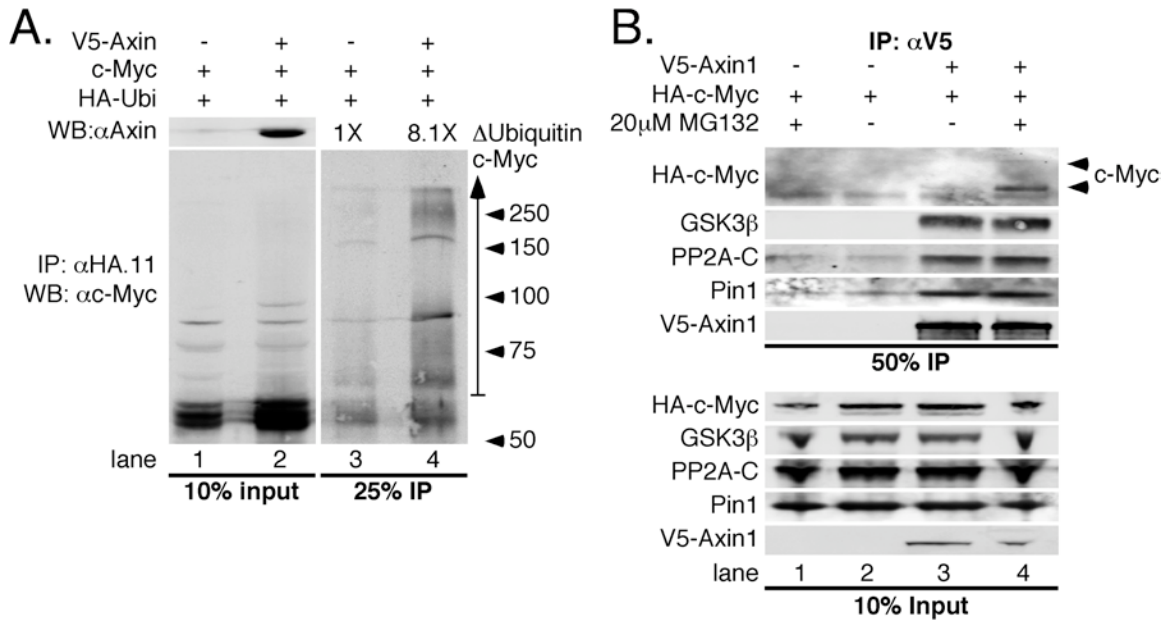 A.
V5-Axin - + - +
c-Myc + + + +
HA-Ubi + + + +
WB:αAxin 1X 8.1X ΔUbiquitin
c-Myc
250
150
IP: αHA.11
WB: αc-Myc
100
75
50
lane 1 2 3 4
10% input 25% IP
B.
IP: αV5
V5-Axin1 - - + +
HA-c-Myc + + + +
20μM MG132 + - - +
HA-c-Myc c-Myc
GSK3β
PP2A-C
Pin1
V5-Axin1
50% IP
HA-c-Myc
GSK3β
PP2A-C
Pin1
V5-Axin1
lane 1 2 3 4
10% Input